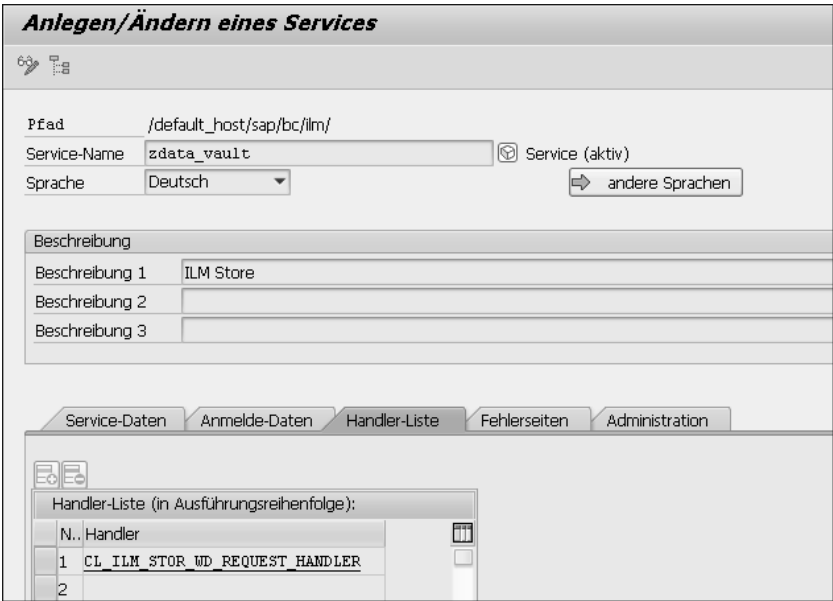 Anlegen/Ändern eines Services
Pfad /default_host/sap/bc/ilm/
Service-Name zdata_vault Service (aktiv)
Sprache Deutsch andere Sprachen
Beschreibung
Beschreibung 1 ILM Store
Beschreibung 2
Beschreibung 3
Service-Daten Anmelde-Daten Handler-Liste Fehlerseiten Administration
Handler-Liste (in Ausführungsreihenfolge):
N.. Handler
1 CL_ILM_STOR_WD_REQUEST_HANDLER
2